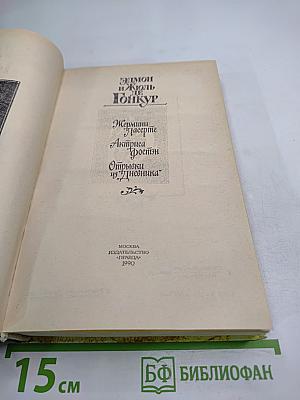 ЭДМОН
и ЖЮЛЬ
ДЕ
ГОНКУР
Жермини
Ласерте
Актриса
Фостен
Отрывки
из „Дневника“
МОСКВА
ИЗДАТЕЛЬСТВО
«ПРАВДА»
1990
15 см
БФ БИБЛИОФАН